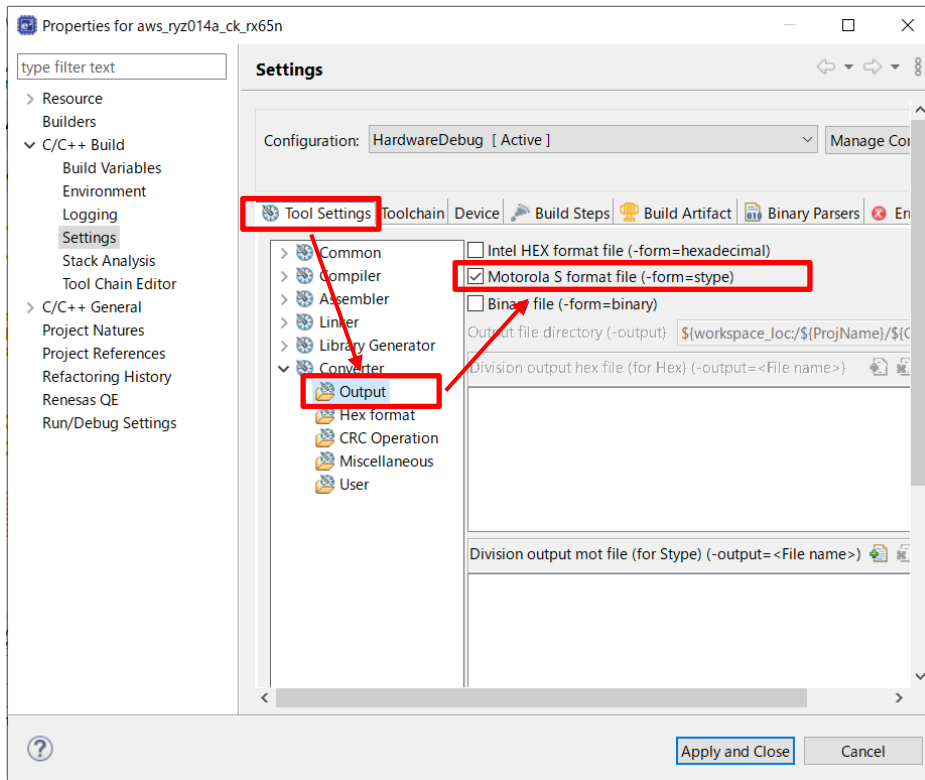 Properties for aws_ryz014a_ck_rx65n
type filter text
Resource
Builders
C/C++ Build
Build Variables
Environment
Logging
Settings
Stack Analysis
Tool Chain Editor
C/C++ General
Project Natures
Project References
Refactoring History
Renesas QE
Run/Debug Settings
Settings
Configuration: HardwareDebug [ Active ]
Manage Con
Tool Settings Toolchain Device Build Steps Build Artifact Binary Parsers Err
Common
Compiler
Assembler
Linker
Library Generator
Converter
Output
Hex format
CRC Operation
Miscellaneous
User
Intel HEX format file (-form=hexadecimal)
Motorola S format file (-form=stype)
Binary file (-form=binary)
Output file directory (-output) ${workspace_loc:/${ProjName}/${C
Division output hex file (for Hex) (-output=<File name>)
Division output mot file (for Stype) (-output=<File name>)
Apply and Close
Cancel